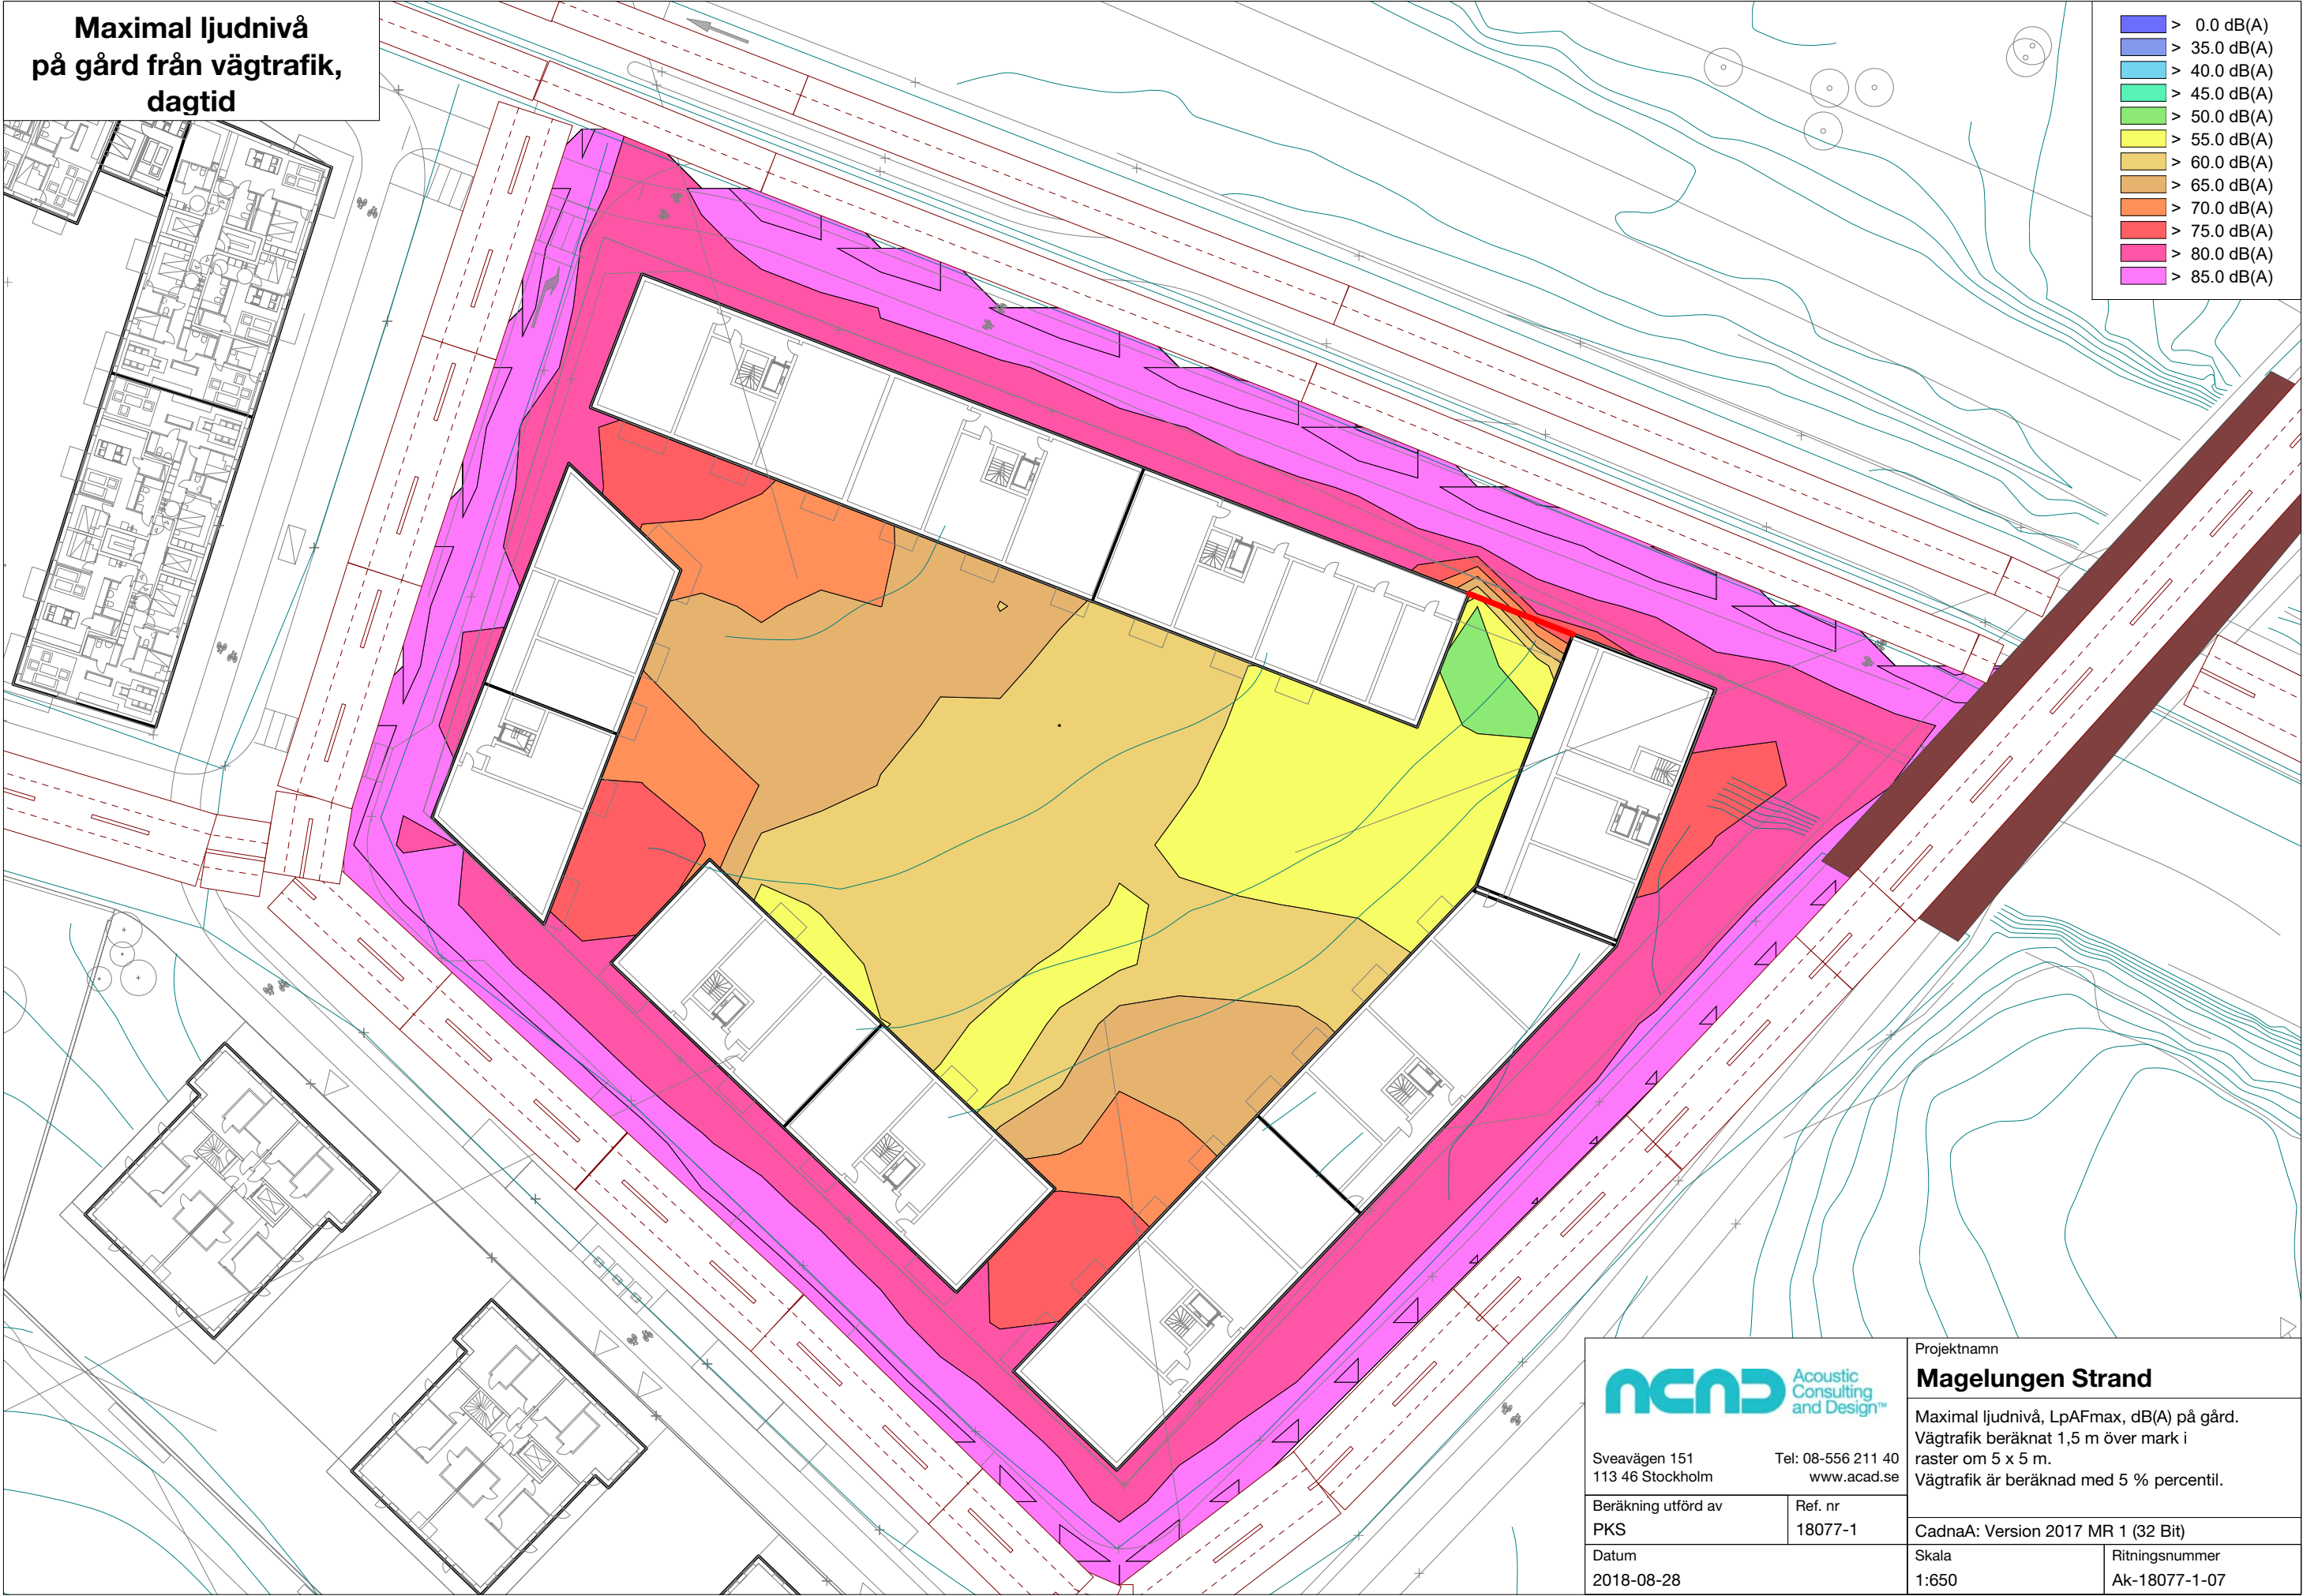 Maximal ljudnivå
på gård från vägtrafik,
dagtid
> 0.0 dB(A)
> 35.0 dB(A)
> 40.0 dB(A)
> 45.0 dB(A)
> 50.0 dB(A)
> 55.0 dB(A)
> 60.0 dB(A)
> 65.0 dB(A)
> 70.0 dB(A)
> 75.0 dB(A)
> 80.0 dB(A)
> 85.0 dB(A)
acad Acoustic
Consulting
and Design™
Sveavägen 151 Tel: 08-556 211 40
113 46 Stockholm www.acad.se
Beräkning utförd av
PKS
Ref. nr
18077-1
Datum
2018-08-28
Projektnamn
Magelungen Strand
Maximal ljudnivå, LpAFmax, dB(A) på gård.
Vägtrafik beräknat 1,5 m över mark i
raster om 5 x 5 m.
Vägtrafik är beräknad med 5 % percentil.
CadnaA: Version 2017 MR 1 (32 Bit)
Skala
1:650
Ritningsnummer
Ak-18077-1-07